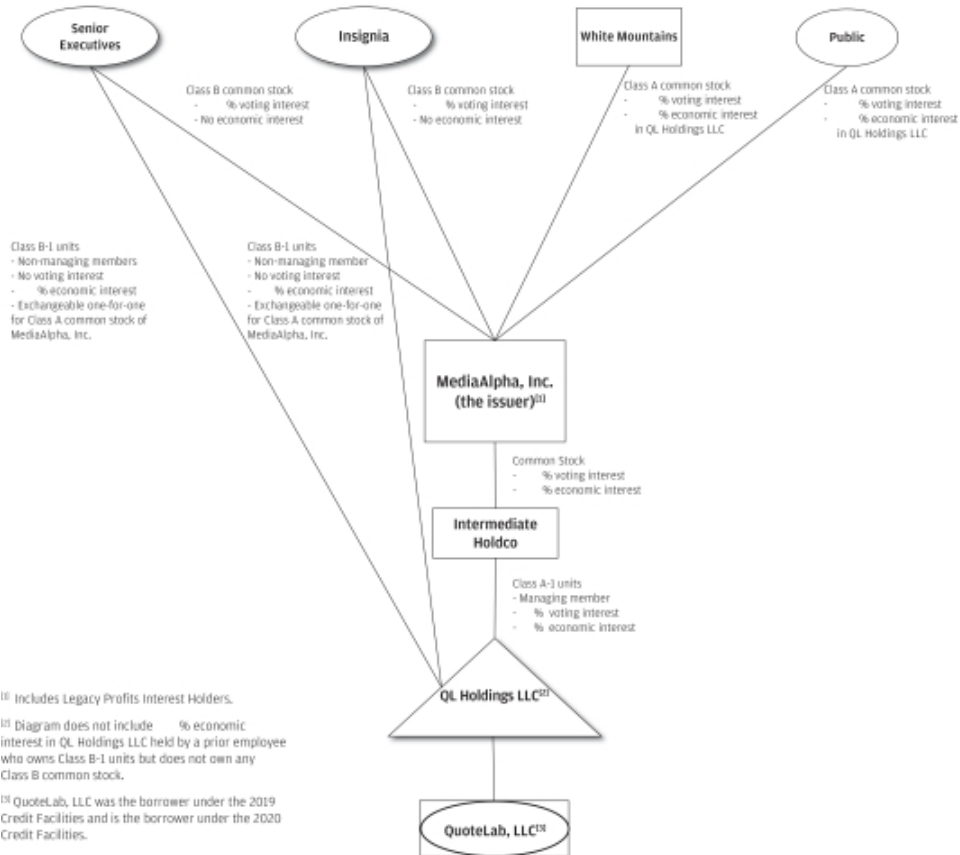 Senior
Executives
Insignia
White Mountains
Public
Class B common stock
- % voting interest
- No economic interest
Class B common stock
- % voting interest
- No economic interest
Class A common stock
- % voting interest
- % economic interest
in QL Holdings LLC
Class A common stock
- % voting interest
- % economic interest
in QL Holdings LLC
Class B-1 units
- Non-managing members
- No voting interest
- % economic interest
- Exchangeable one-for-one
for Class A common stock of
MediaAlpha, Inc.
Class B-1 units
- Non-managing member
- No voting interest
- % economic interest
- Exchangeable one-for-one
for Class A common stock of
MediaAlpha, Inc.
MediaAlpha, Inc.
(the issuer)[1]
Common Stock
- % voting interest
- % economic interest
Intermediate
Holdco
Class A-1 units
- Managing member
- % voting interest
- % economic interest
QL Holdings LLC[2]
[1] Includes Legacy Profits Interest Holders.
[2] Diagram does not include % economic
interest in QL Holdings LLC held by a prior employee
who owns Class B-1 units but does not own any
Class B common stock.
[3] QuoteLab, LLC was the borrower under the 2019
Credit Facilities and is the borrower under the 2020
Credit Facilities.
QuoteLab, LLC[3]